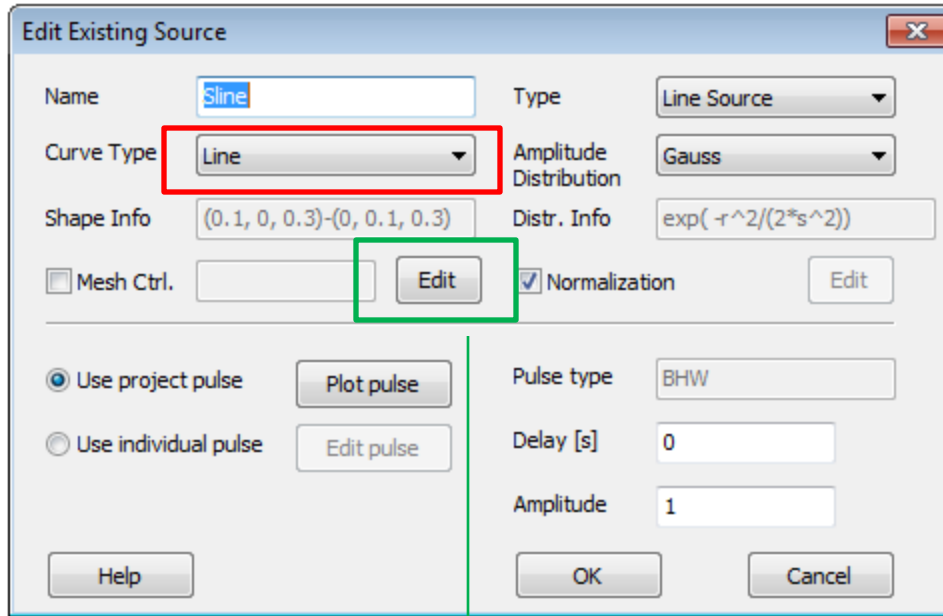 Edit Existing Source
Name Sline Type Line Source
Curve Type Line Amplitude Distribution Gauss
Shape Info (0.1, 0, 0.3)-(0, 0.1, 0.3) Distr. Info exp( -r^2/(2*s^2))
Mesh Ctrl. Edit Normalization Edit
Use project pulse Plot pulse Pulse type BHW
Use individual pulse Edit pulse Delay [s] 0
Amplitude 1
Help OK Cancel